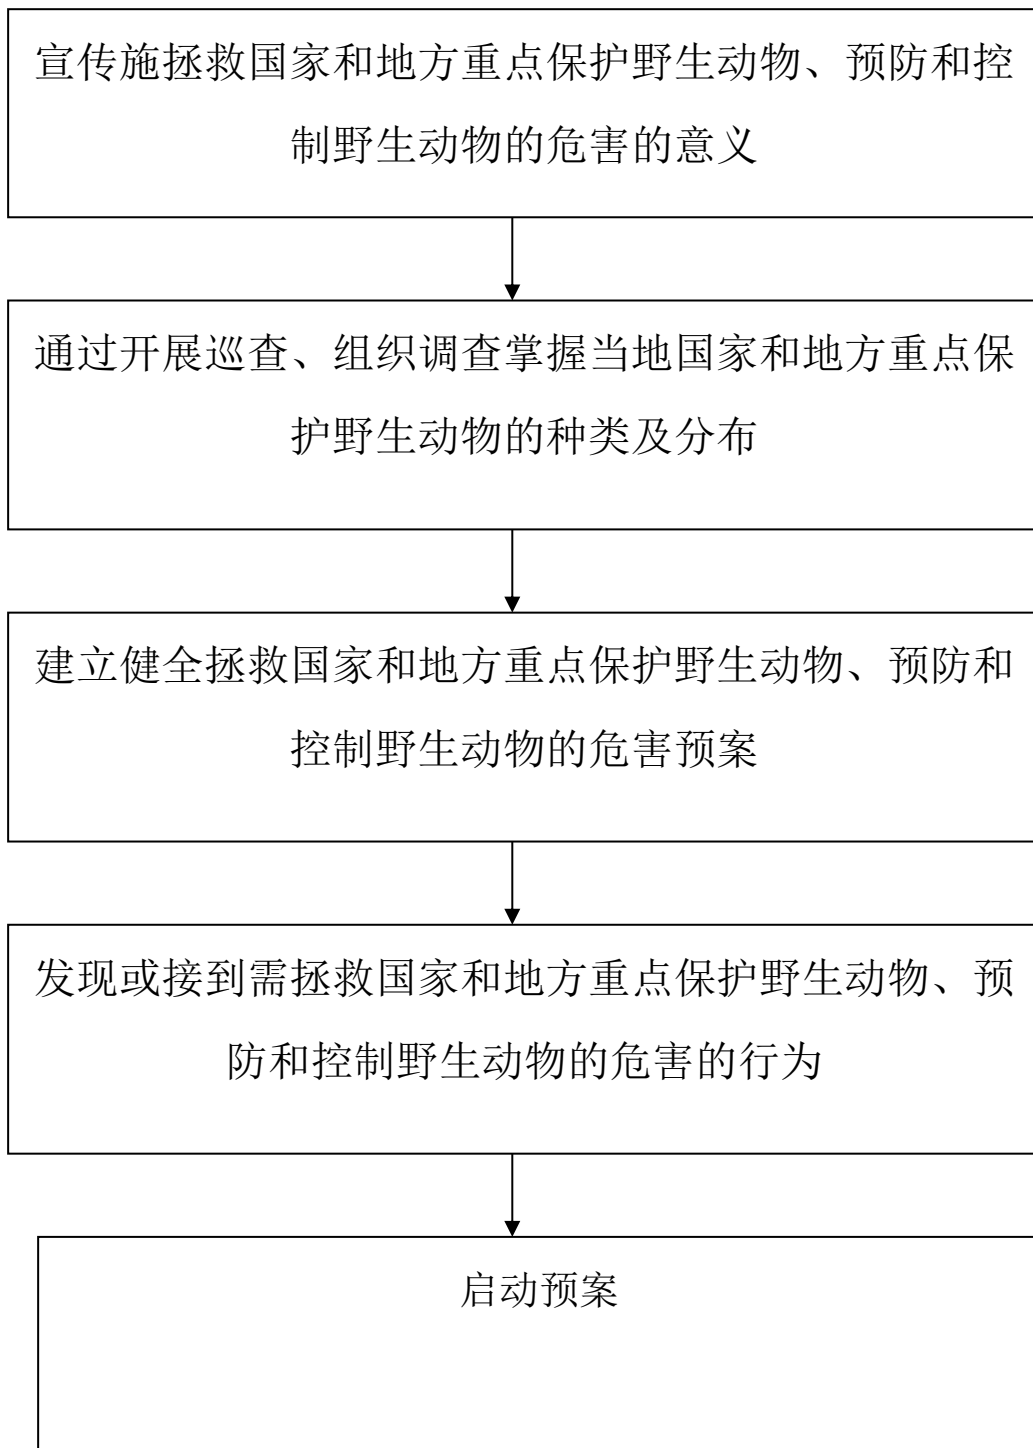 宣传施拯救国家和地方重点保护野生动物、预防和控
制野生动物的危害的意义
通过开展巡查、组织调查掌握当地国家和地方重点保
护野生动物的种类及分布
建立健全拯救国家和地方重点保护野生动物、预防和
控制野生动物的危害预案
发现或接到需拯救国家和地方重点保护野生动物、预
防和控制野生动物的危害的行为
启动预案